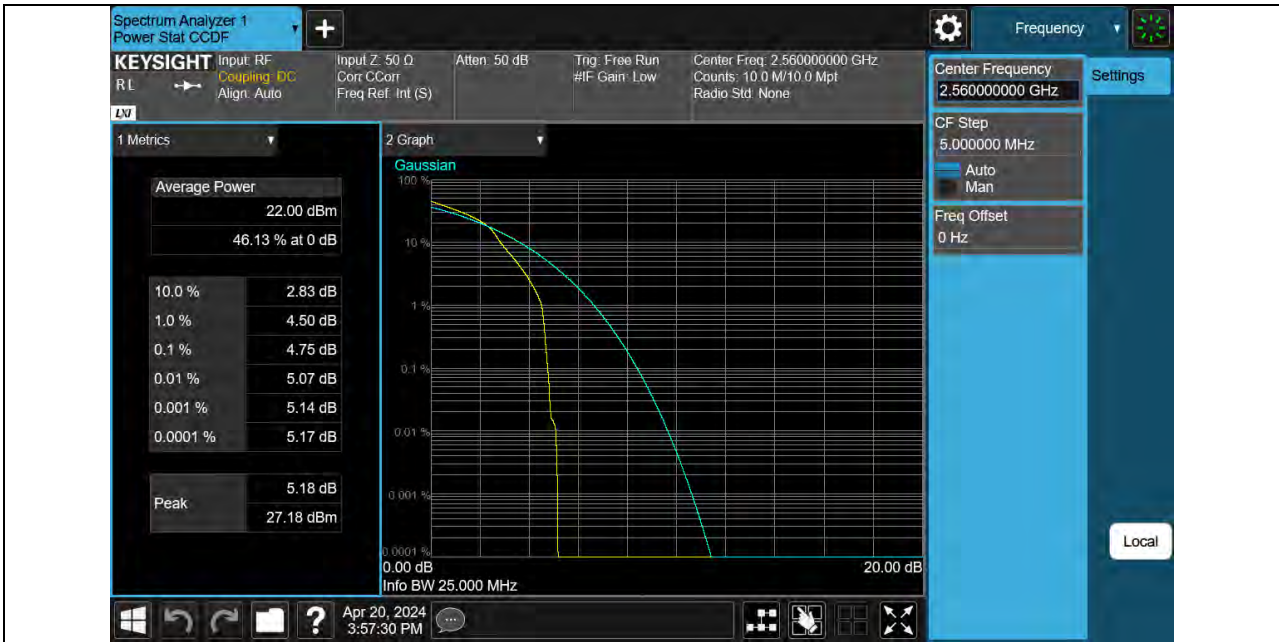 Spectrum Analyzer 1
Power Stat CCDF
Frequency
KEYSIGHT
RL
LXI
Input: RF
Coupling: DC
Align: Auto
Input Z: 50 Ω
Corr CCorr
Freq Ref: Int (S)
Atten: 50 dB
Trig: Free Run
#IF Gain: Low
Center Freq: 2.560000000 GHz
Counts: 10.0 M/10.0 Mpt
Radio Std: None
Center Frequency
2.560000000 GHz
Settings
CF Step
5.000000 MHz
Auto
Man
Freq Offset
0 Hz
1 Metrics
Average Power
22.00 dBm
46.13 % at 0 dB
10.0 % 2.83 dB
1.0 % 4.50 dB
0.1 % 4.75 dB
0.01 % 5.07 dB
0.001 % 5.14 dB
0.0001 % 5.17 dB
Peak
5.18 dB
27.18 dBm
2 Graph
Gaussian
100 %
10 %
1 %
0.1 %
0.01 %
0.001 %
0.0001 %
0.00 dB 20.00 dB
Info BW 25.000 MHz
Local
?
Apr 20, 2024
3:57:30 PM